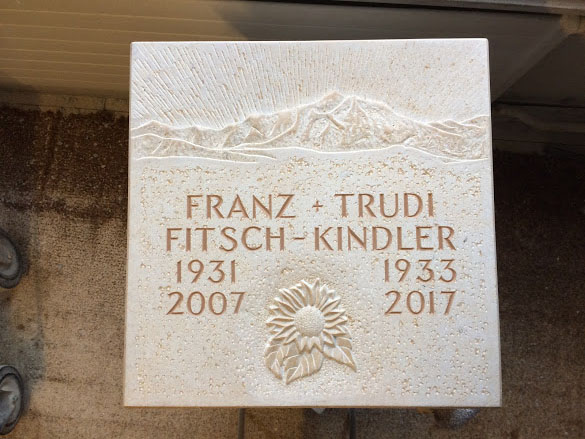 FRANZ + TRUDI
FITSCH-KINDLER
1931 1933
2007 2017